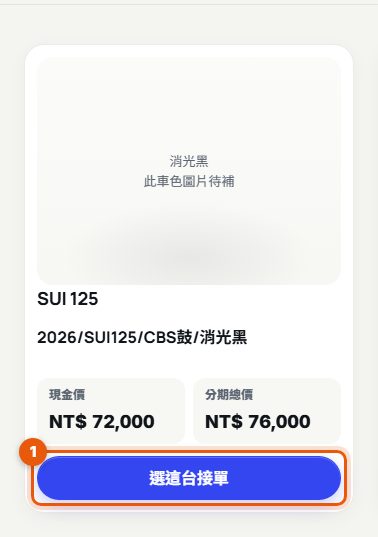 消光黑
此車色圖片待補
SUI 125
2026/SUI125/CBS鼓/消光黑
現金價
分期總價
NT$ 72,000
NT$ 76,000
1
選這台接單